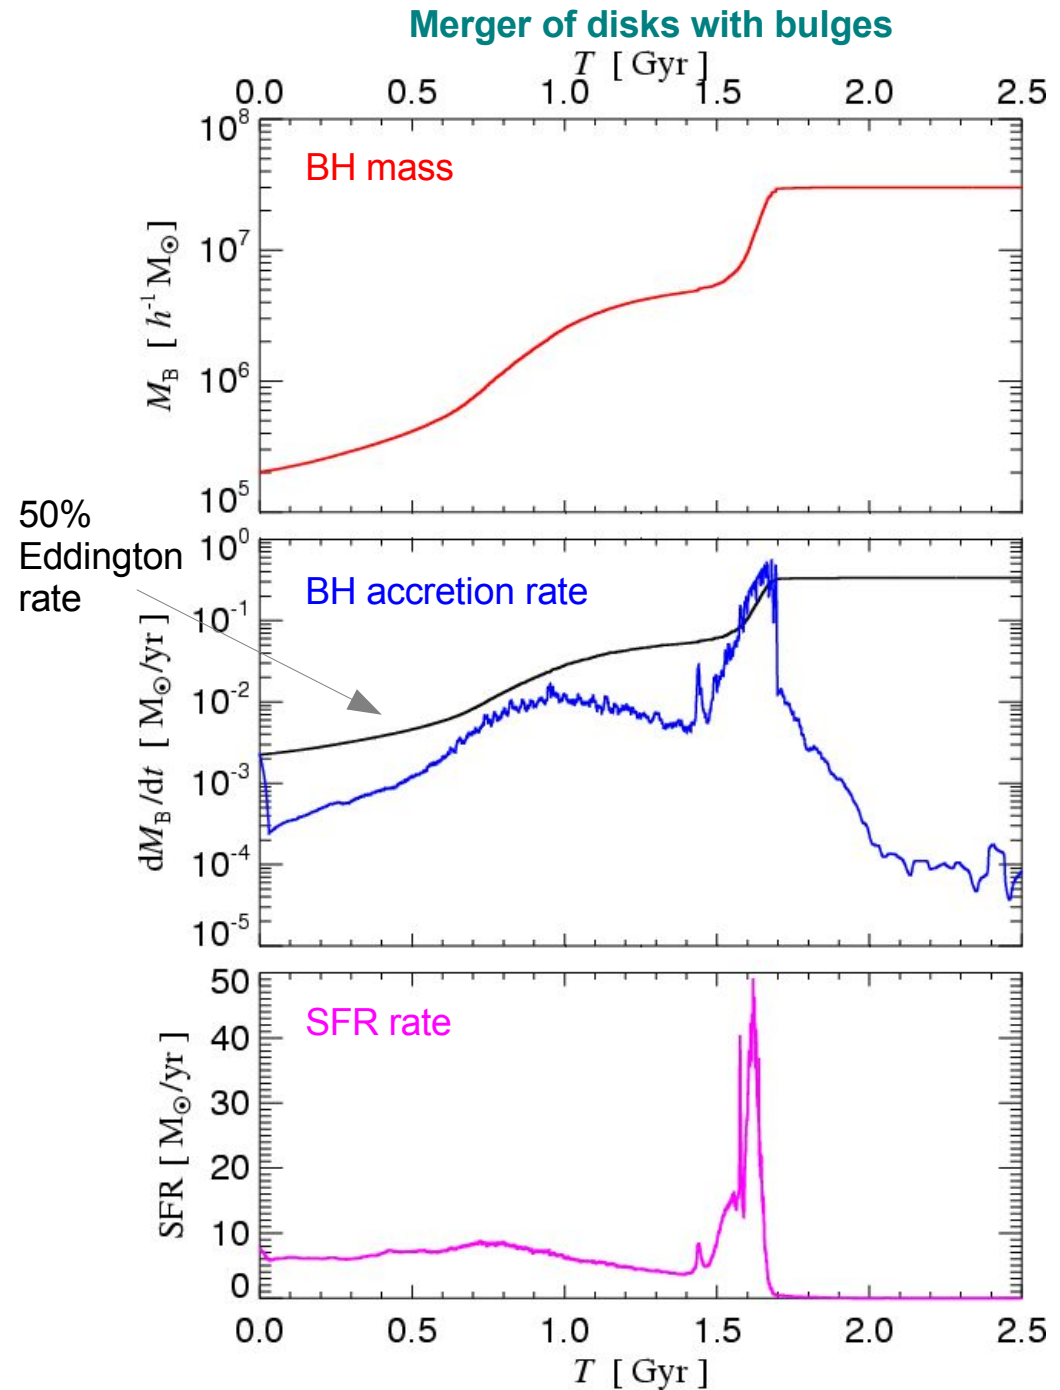 Merger of disks with bulges
T [ Gyr ]
0.0 0.5 1.0 1.5 2.0 2.5
10^8
BH mass
10^7
M_B [ h^-1 M_⊙]
10^6
10^5
50%
Eddington
rate
10^0
BH accretion rate
10^-1
10^-2
dM_B/dt [ M_⊙/yr]
10^-3
10^-4
10^-5
50
SFR rate
40
30
SFR [ M_⊙/yr]
20
10
0
0.0 0.5 1.0 1.5 2.0 2.5
T [ Gyr ]